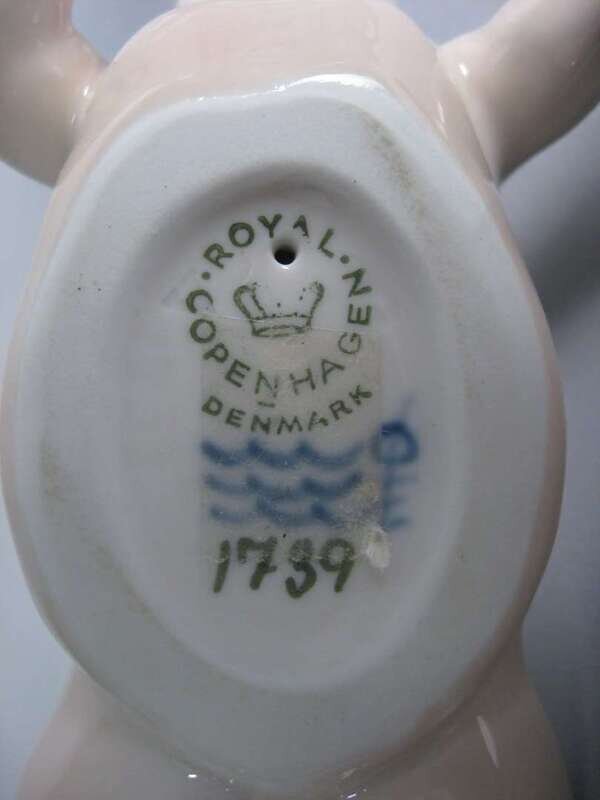 ROYAL
COPENHAGEN
DENMARK
1739